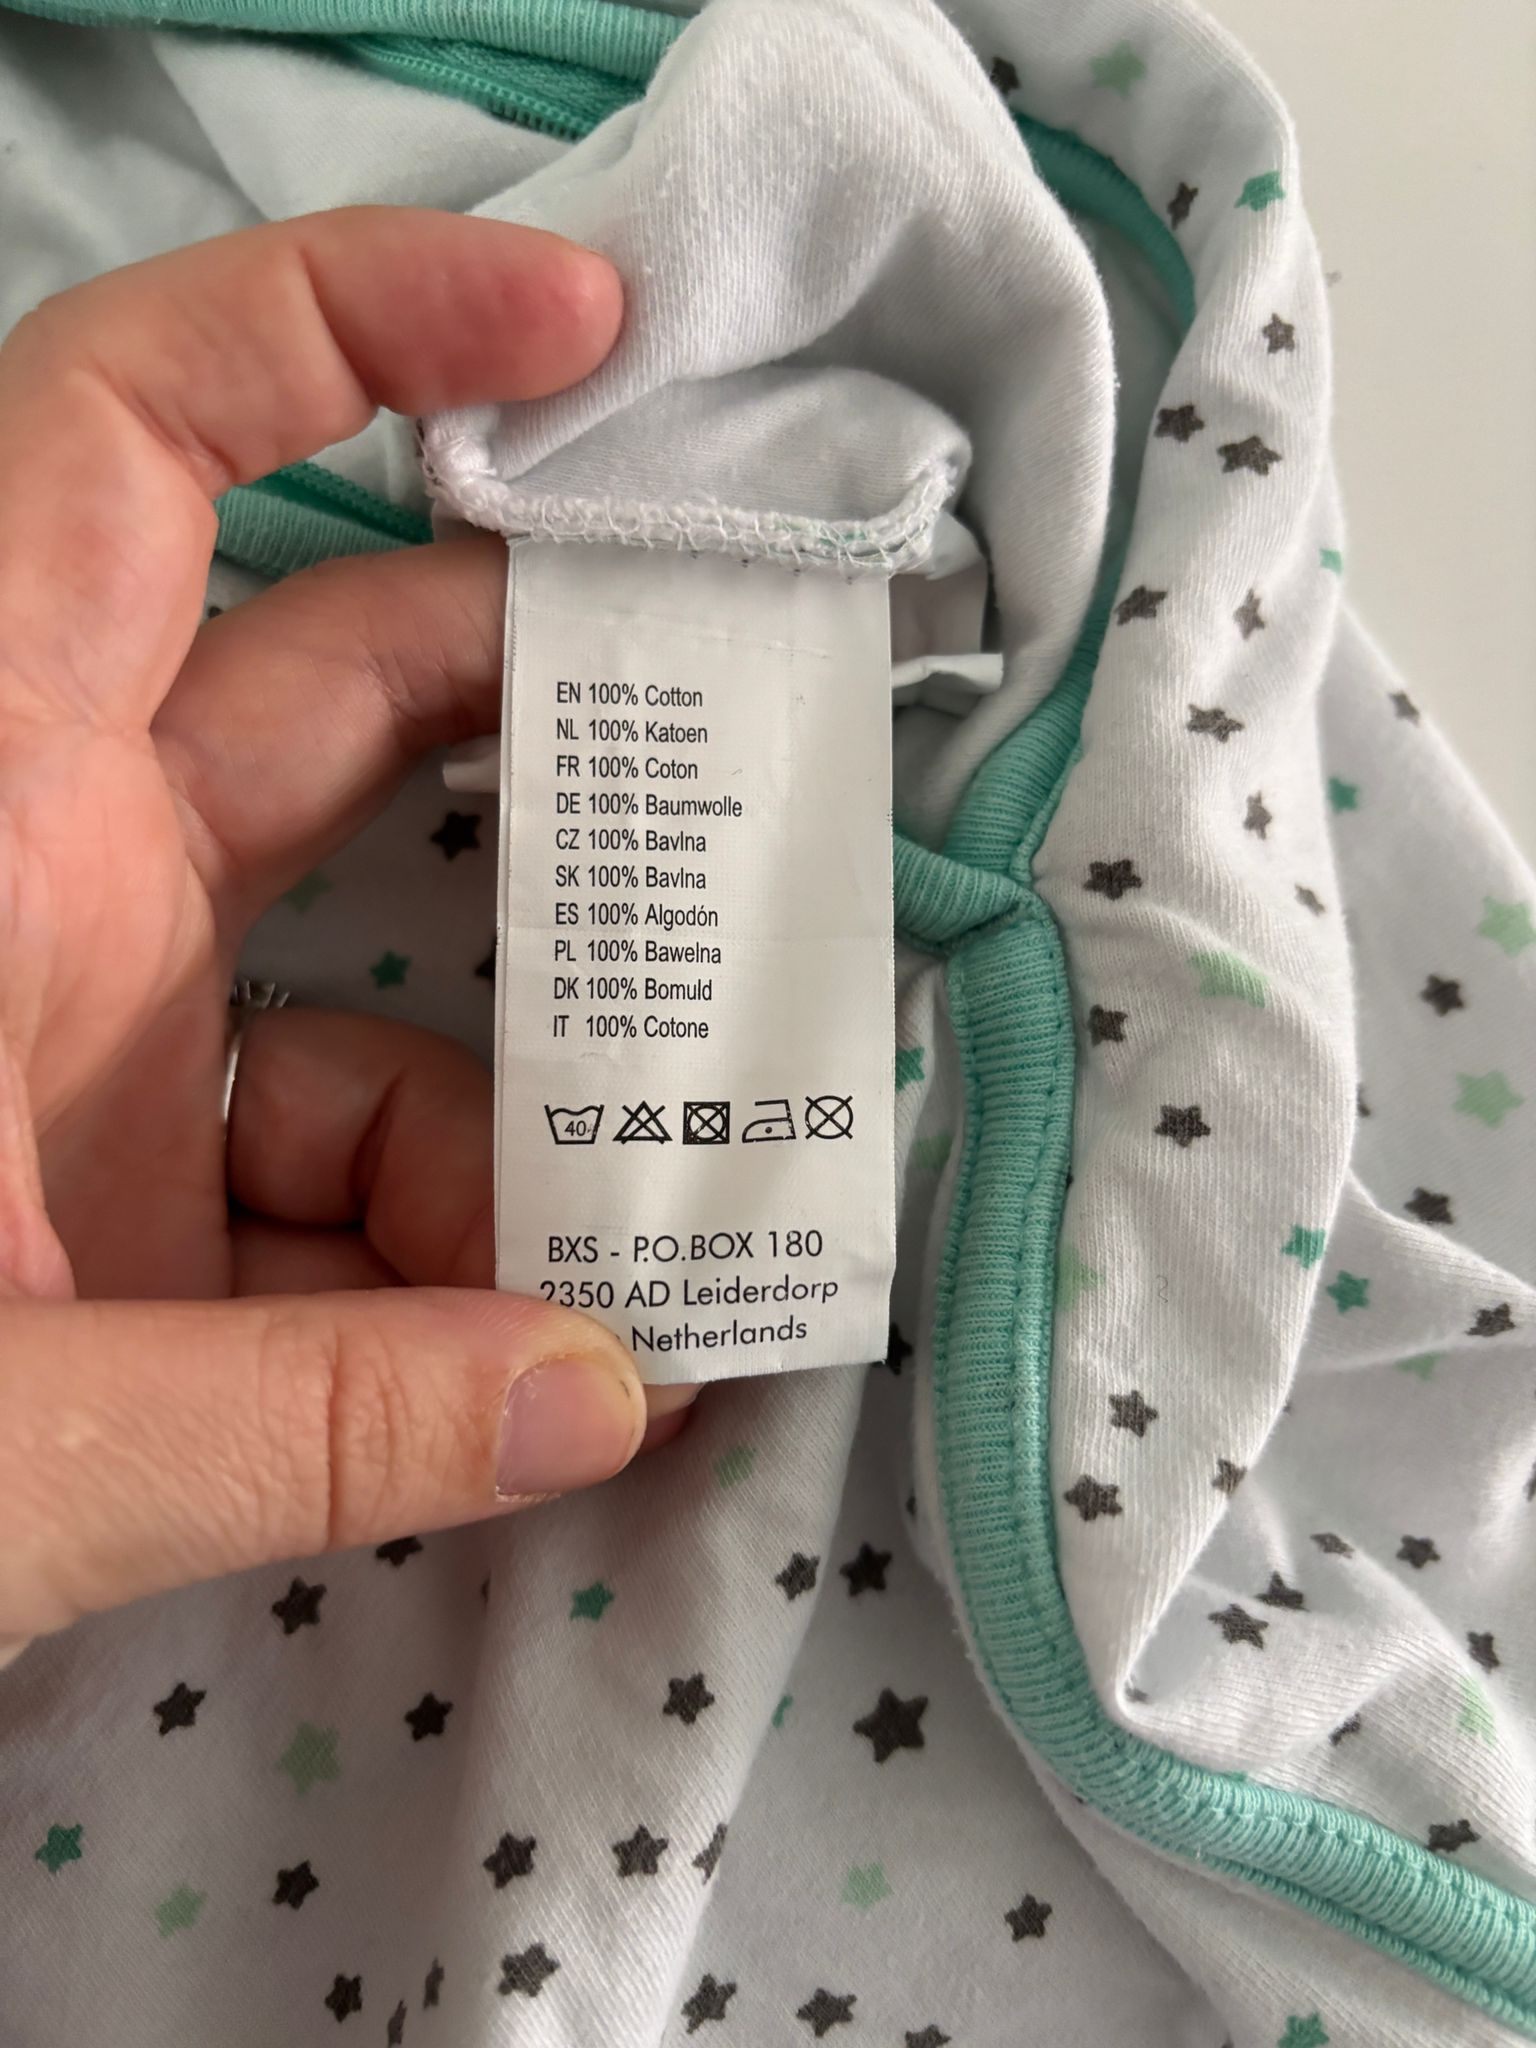 EN 100% Cotton
NL 100% Katoen
FR 100% Coton
DE 100% Baumwolle
CZ 100% Bavlna
SK 100% Bavlna
ES 100% Algodón
PL 100% Bawelna
DK 100% Bomuld
IT 100% Cotone
40
BXS - P.O.BOX 180
2350 AD Leiderdorp
Netherlands